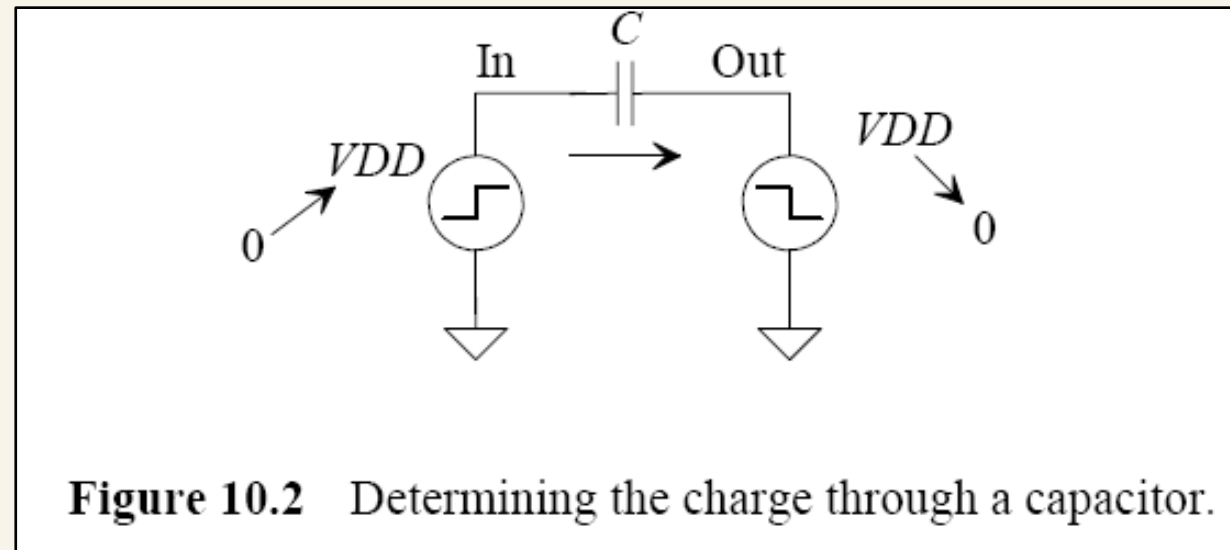 C
In Out
VDD VDD
0 0
Figure 10.2 Determining the charge through a capacitor.